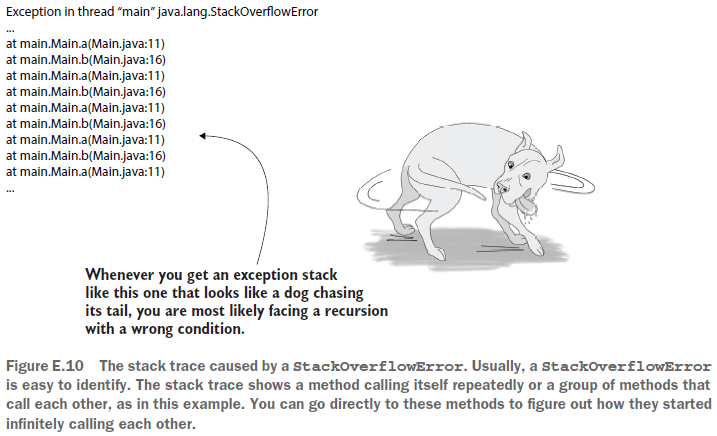 Exception in thread “main” java.lang.StackOverflowError
...
at main.Main.a(Main.java:11)
at main.Main.b(Main.java:16)
at main.Main.a(Main.java:11)
at main.Main.b(Main.java:16)
at main.Main.a(Main.java:11)
at main.Main.b(Main.java:16)
at main.Main.a(Main.java:11)
at main.Main.b(Main.java:16)
at main.Main.a(Main.java:11)
...
Whenever you get an exception stack
like this one that looks like a dog chasing
its tail, you are most likely facing a recursion
with a wrong condition.
Figure E.10 The stack trace caused by a StackOverflowError. Usually, a StackOverflowError
is easy to identify. The stack trace shows a method calling itself repeatedly or a group of methods that
call each other, as in this example. You can go directly to these methods to figure out how they started
infinitely calling each other.